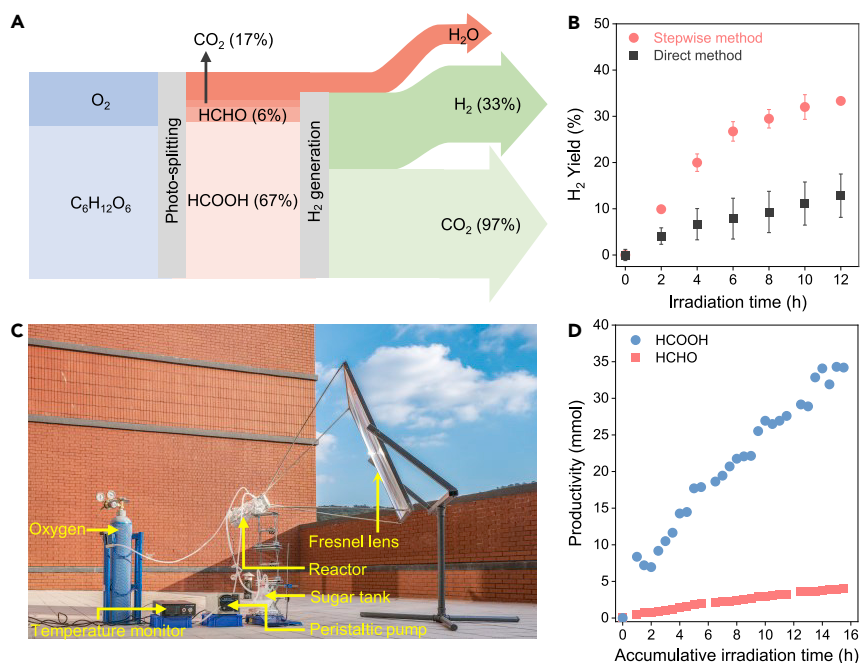 A
CO₂ (17%)
H₂O
O₂
HCHO (6%)
H₂ (33%)
Photo-splitting
H₂ generation
C₆H₁₂O₆
HCOOH (67%)
CO₂ (97%)
B
50
40
30
20
10
0
H₂ Yield (%)
Stepwise method
Direct method
0 2 4 6 8 10 12
Irradiation time (h)
C
Oxygen
Fresnel lens
Reactor
Sugar tank
Temperature monitor
Peristaltic pump
D
40
35
30
25
20
15
10
5
0
Productivity (mmol)
HCOOH
HCHO
0 2 4 6 8 10 12 14 16
Accumulative irradiation time (h)